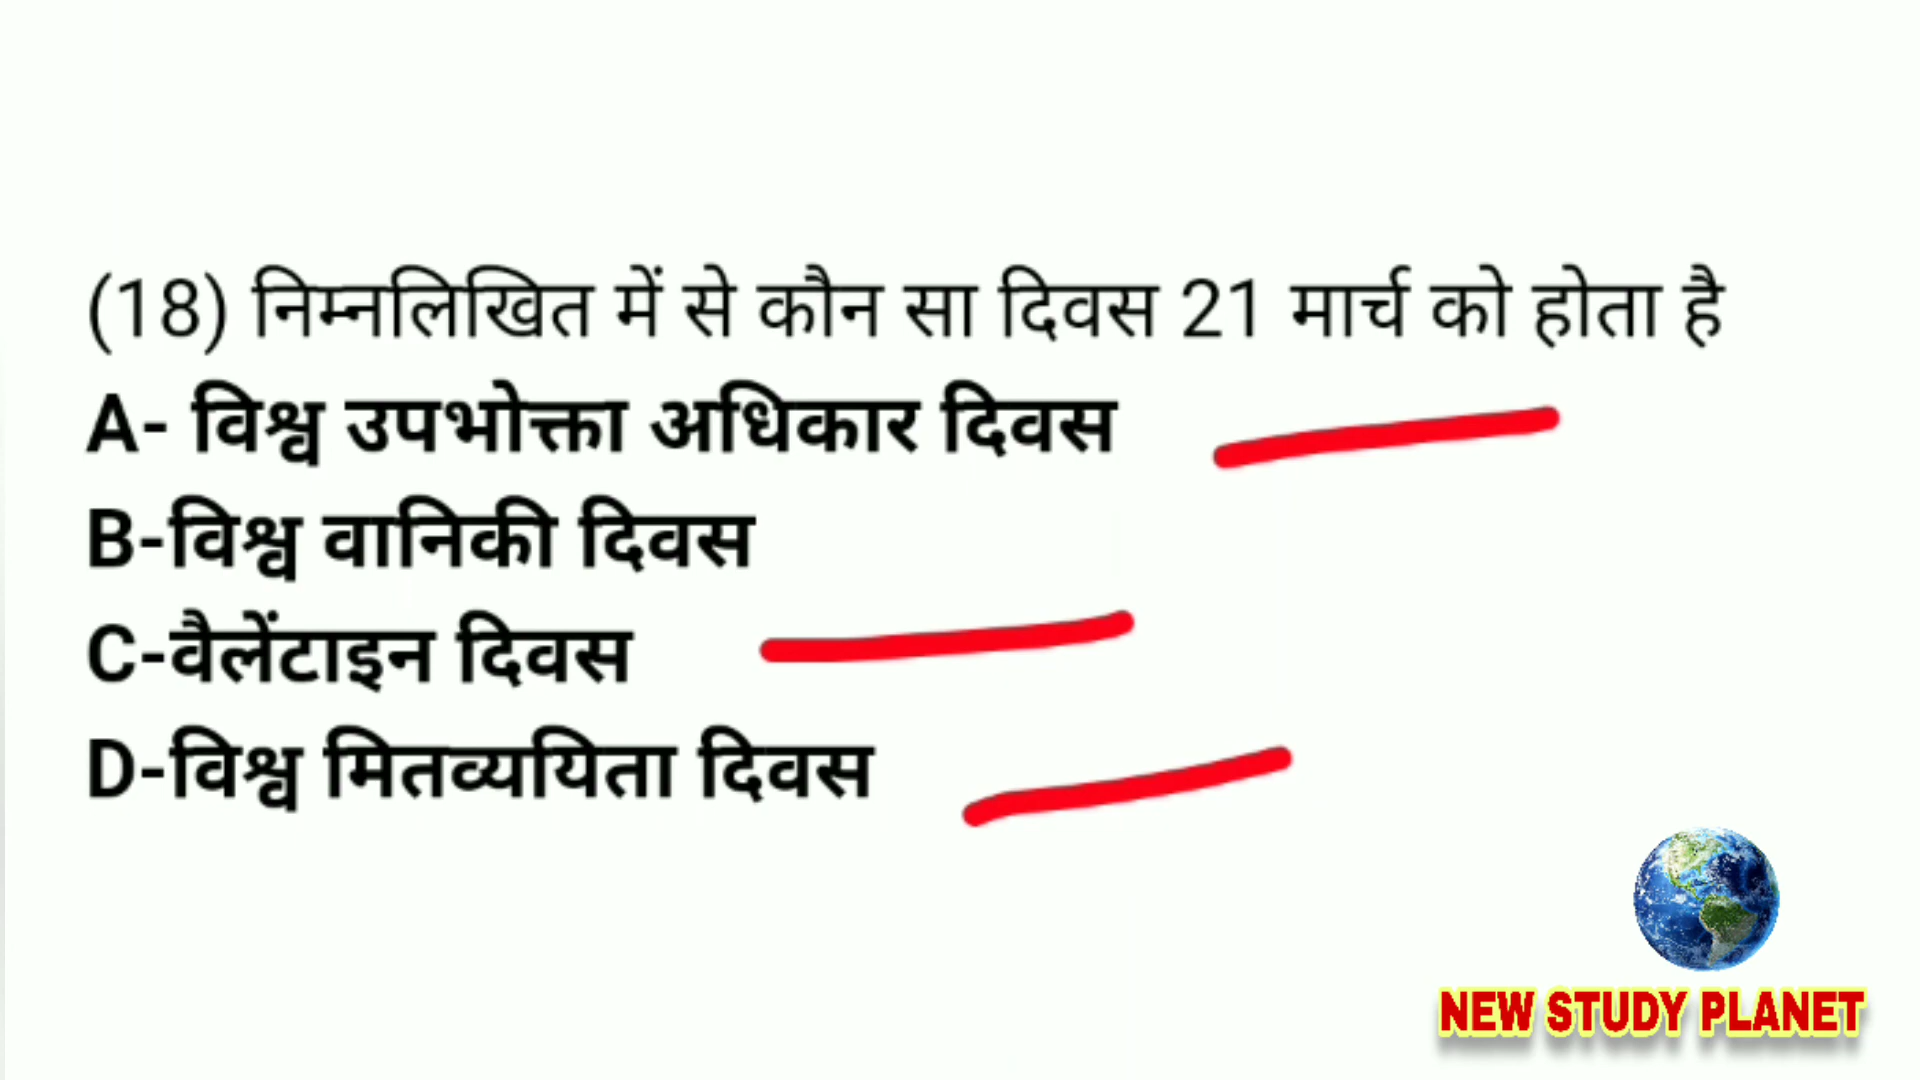 (18) निम्नलिखित में से कौन सा दिवस 21 मार्च को होता है
A- विश्व उपभोक्ता अधिकार दिवस
B-विश्व वानिकी दिवस
C-वैलेंटाइन दिवस
D-विश्व मितव्ययिता दिवस
NEW STUDY PLANET